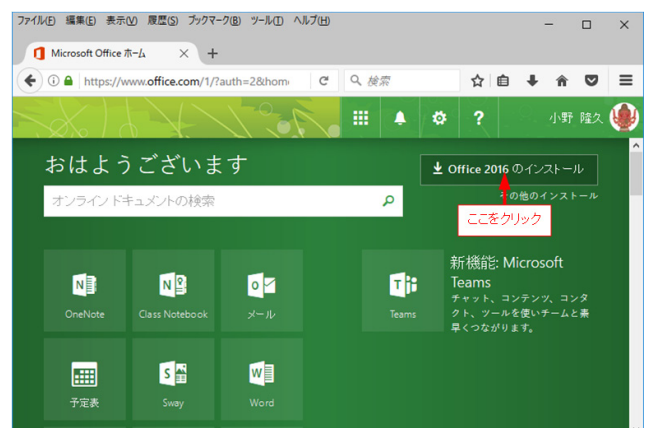 ファイル(F) 編集(E) 表示(V) 履歴(S) ブックマーク(B) ツール(T) ヘルプ(H)
Microsoft Office ホーム
https://www.office.com/1/?auth=2&hom
検索
小野 隆久
おはようございます
Office 2016 のインストール
オンライン ドキュメントの検索
その他のインストール
ここをクリック
新機能: Microsoft
Teams
チャット、コンテンツ、コンタ
クト、ツールを使いチームと素
早くつながります。
OneNote
Class Notebook
メール
Teams
予定表
Sway
Word